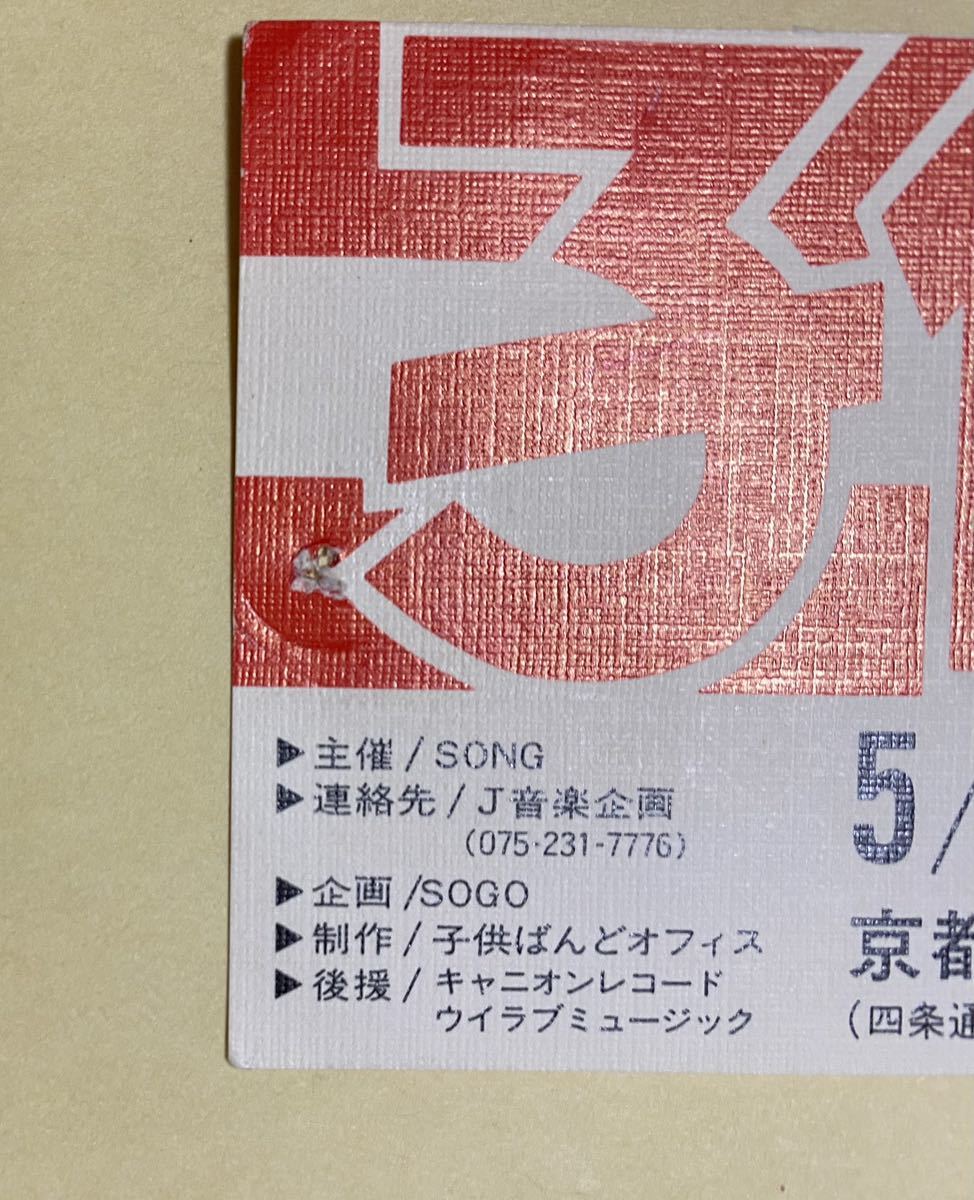 ▶主催/SONG
▶連絡先/J音楽企画
(075-231-7776)
▶企画/SOGO
▶制作/子供ばんどオフィス
▶後援/キャニオンレコード
ウイラブミュージック
5/
京都
(四条通